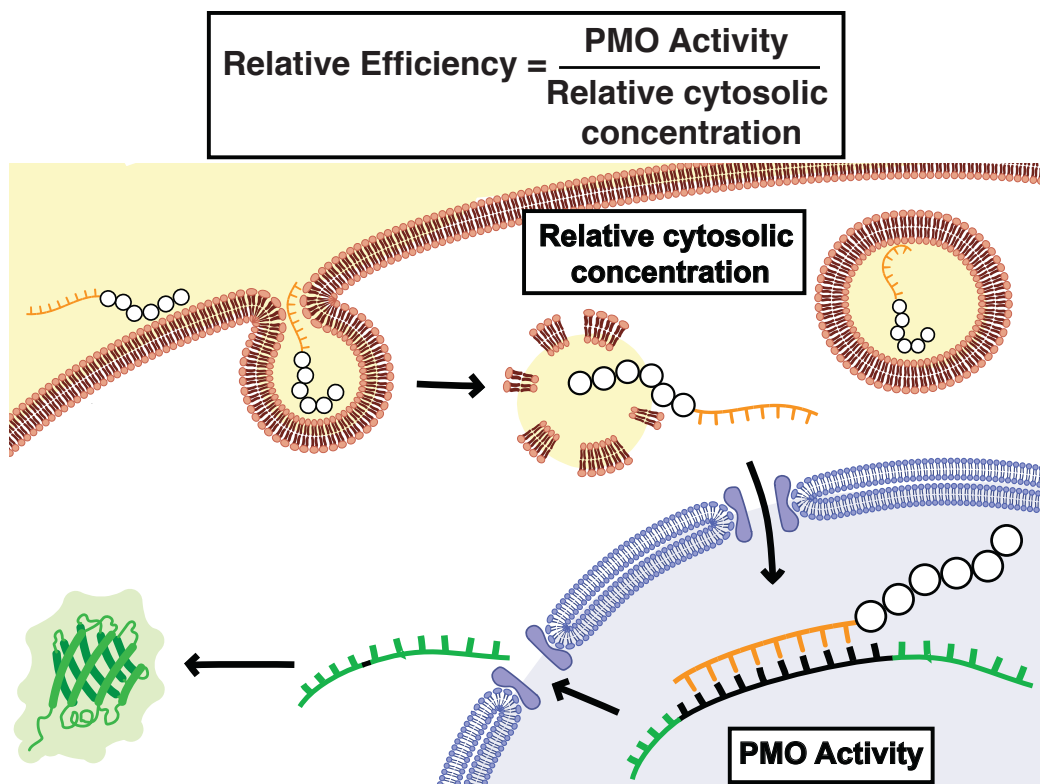 Relative Efficiency = PMO Activity
Relative cytosolic
concentration
Relative cytosolic
concentration
PMO Activity